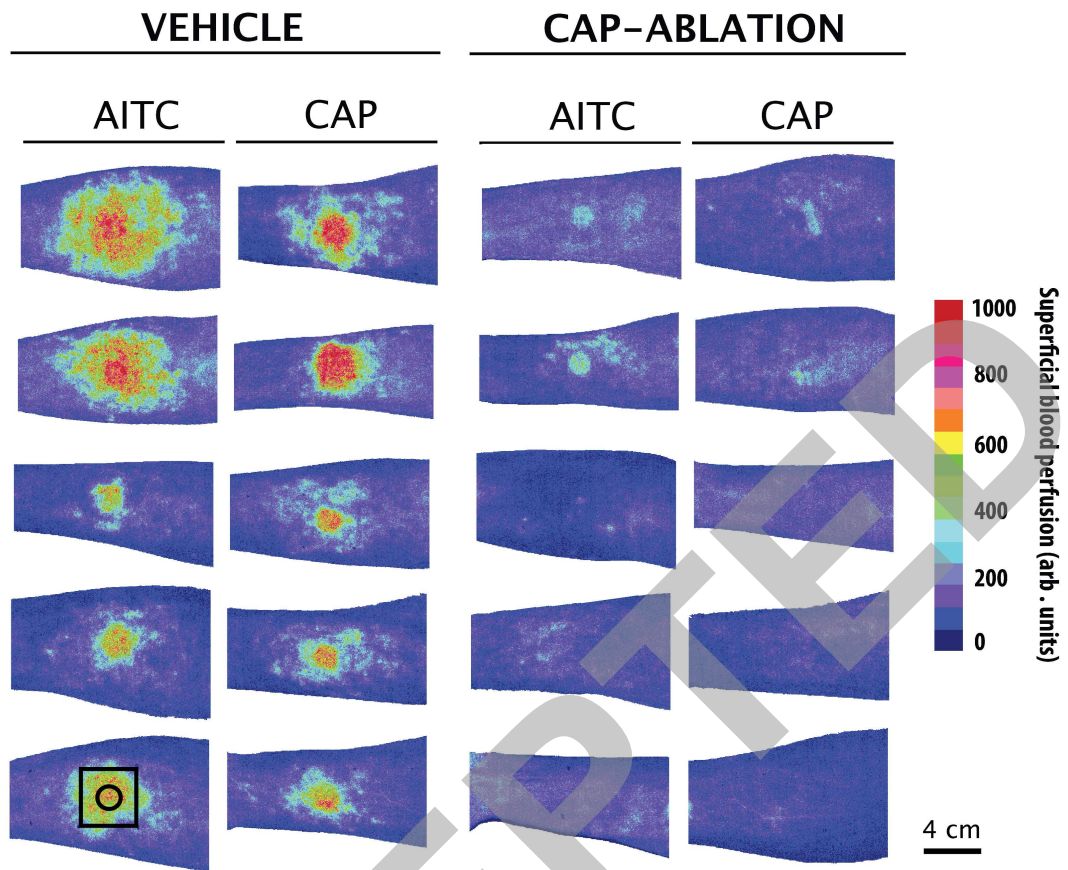 VEHICLE
CAP-ABLATION
AITC
CAP
AITC
CAP
1000
800
600
400
200
0
Superficial blood perfusion (arb . units)
4 cm
PTED